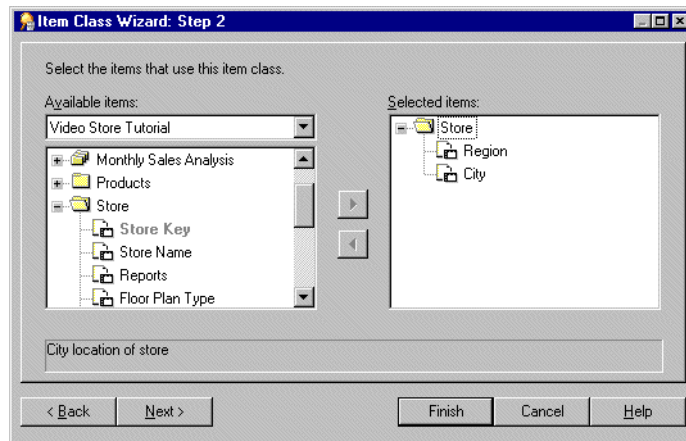 Item Class Wizard: Step 2
Select the items that use this item class.
Available items:
Video Store Tutorial
Monthly Sales Analysis
Products
Store
Store Key
Store Name
Reports
Floor Plan Type
Selected items:
Store
Region
City
City location of store
< Back
Next >
Finish
Cancel
Help